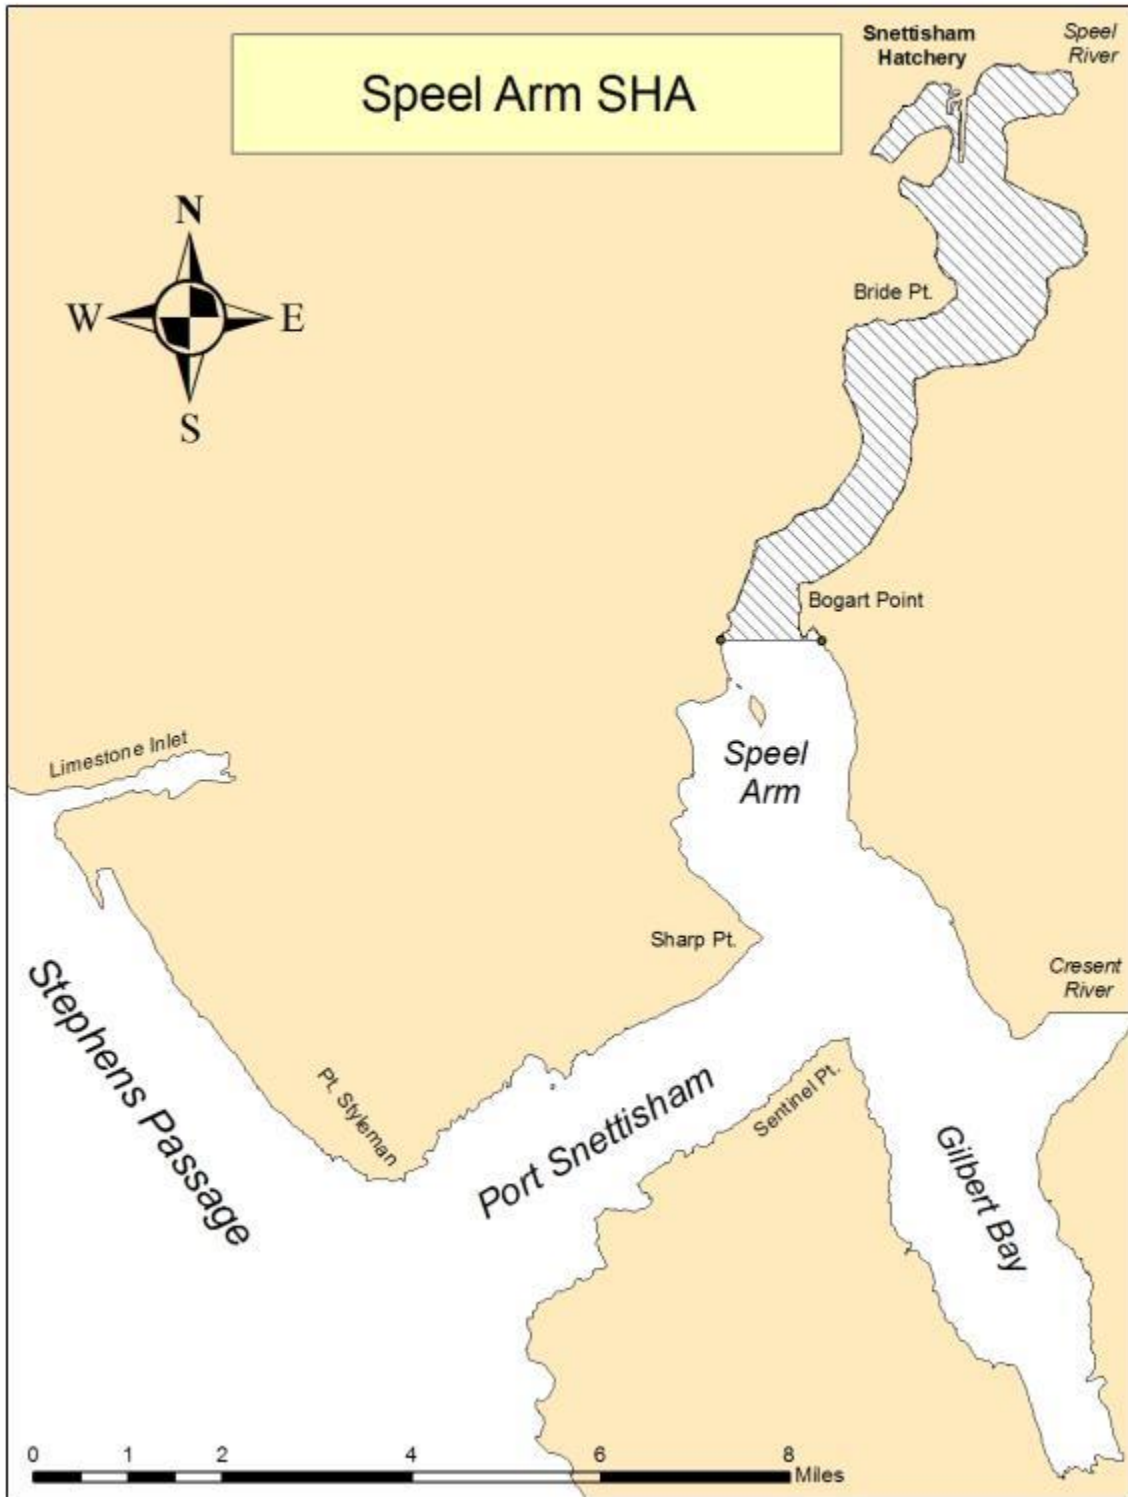 Snettisham
Hatchery
Speel
River
Speel Arm SHA
N
W
E
S
Bride Pt.
Bogart Point
Limestone Inlet
Speel
Arm
Sharp Pt.
Cresent
River
Stephens Passage
Pt. Styleman
Port Snettisham
Sentinel Pt.
Gilbert Bay
0 1 2 4 6 8
Miles